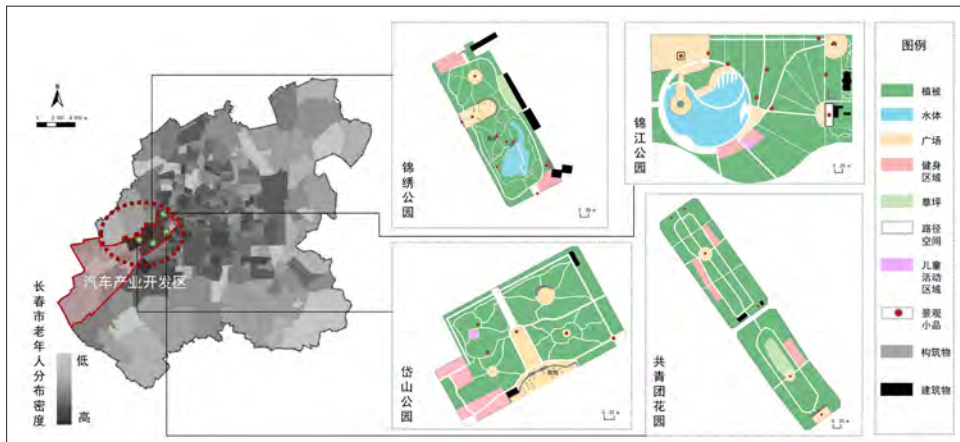 N
汽车产业开发区
长春市老年人分布密度
低
高
锦绣公园
锦江公园
岱山公园
共青团花园
图例
植被
水体
广场
健身
区域
草坪
路径
空间
儿童
活动
区域
景观
小品
构筑物
建筑物